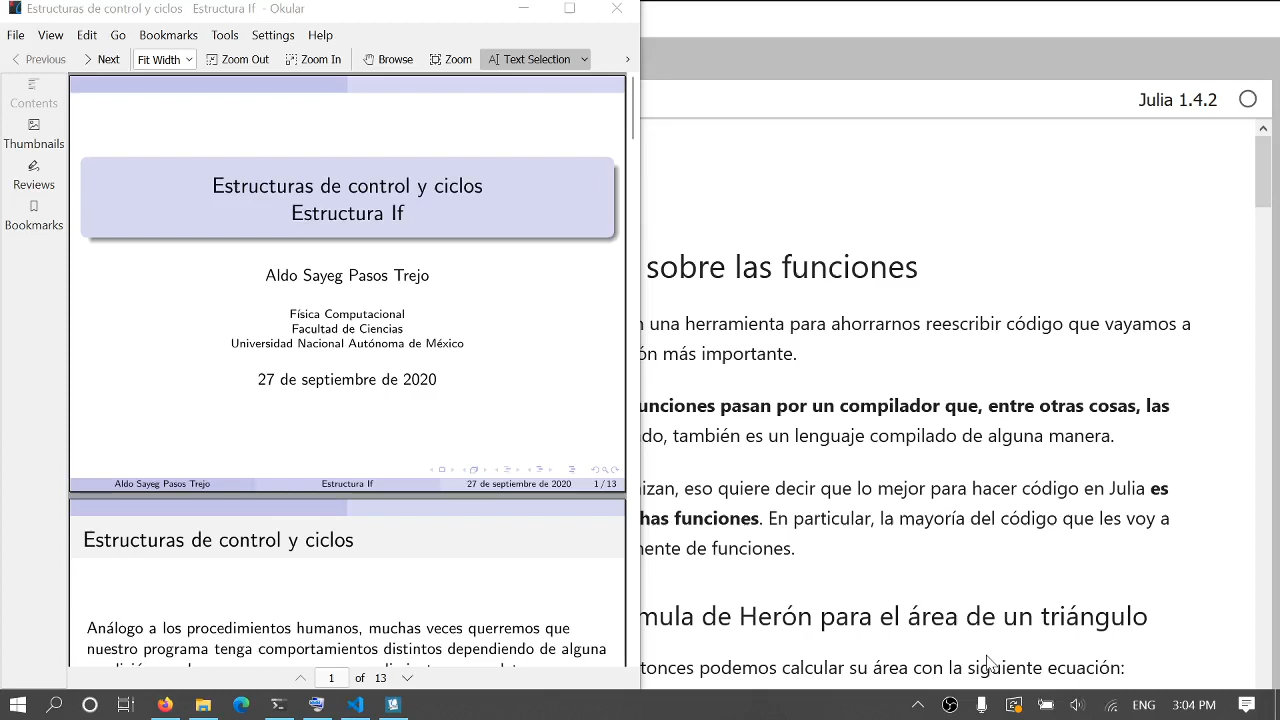 Estructuras de control y ciclos   Estructura If  - Okular
File View Edit Go Bookmarks Tools Settings Help
Previous Next Fit Width Zoom Out Zoom In Browse Zoom Text Selection
Contents
Thumbnails
Reviews
Bookmarks
Estructuras de control y ciclos
Estructura If
Aldo Sayeg Pasos Trejo
Física Computacional
Facultad de Ciencias
Universidad Nacional Autónoma de México
27 de septiembre de 2020
Aldo Sayeg Pasos Trejo Estructura If 27 de septiembre de 2020 1 / 13
Estructuras de control y ciclos
Análogo a los procedimientos humanos, muchas veces querremos que
nuestro programa tenga comportamientos distintos dependiendo de alguna
1 of 13
Julia 1.4.2
sobre las funciones
una herramienta para ahorrarnos reescribir código que vayamos a
ón más importante.
unciones pasan por un compilador que, entre otras cosas, las
do, también es un lenguaje compilado de alguna manera.
izan, eso quiere decir que lo mejor para hacer código en Julia es
has funciones. En particular, la mayoría del código que les voy a
ente de funciones.
mula de Herón para el área de un triángulo
tonces podemos calcular su área con la siguiente ecuación:
ENG 3:04 PM